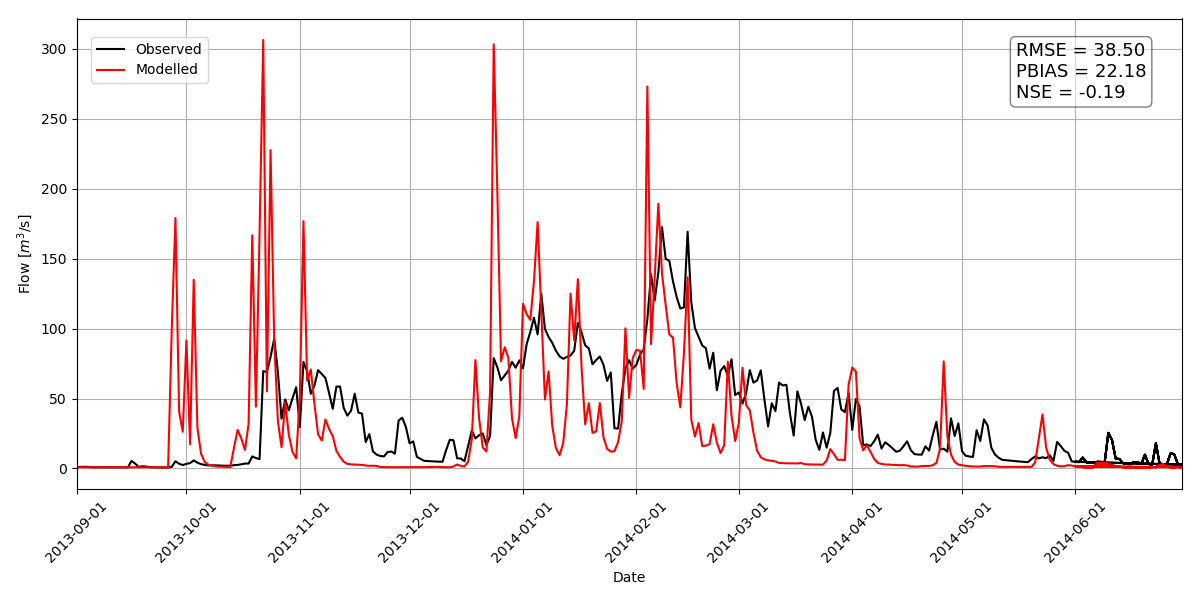 Observed
Modelled
RMSE = 38.50
PBIAS = 22.18
NSE = -0.19
300
250
200
150
100
50
0
Flow [m³/s]
2013-09-01
2013-10-01
2013-11-01
2013-12-01
2014-01-01
2014-02-01
2014-03-01
2014-04-01
2014-05-01
2014-06-01
Date